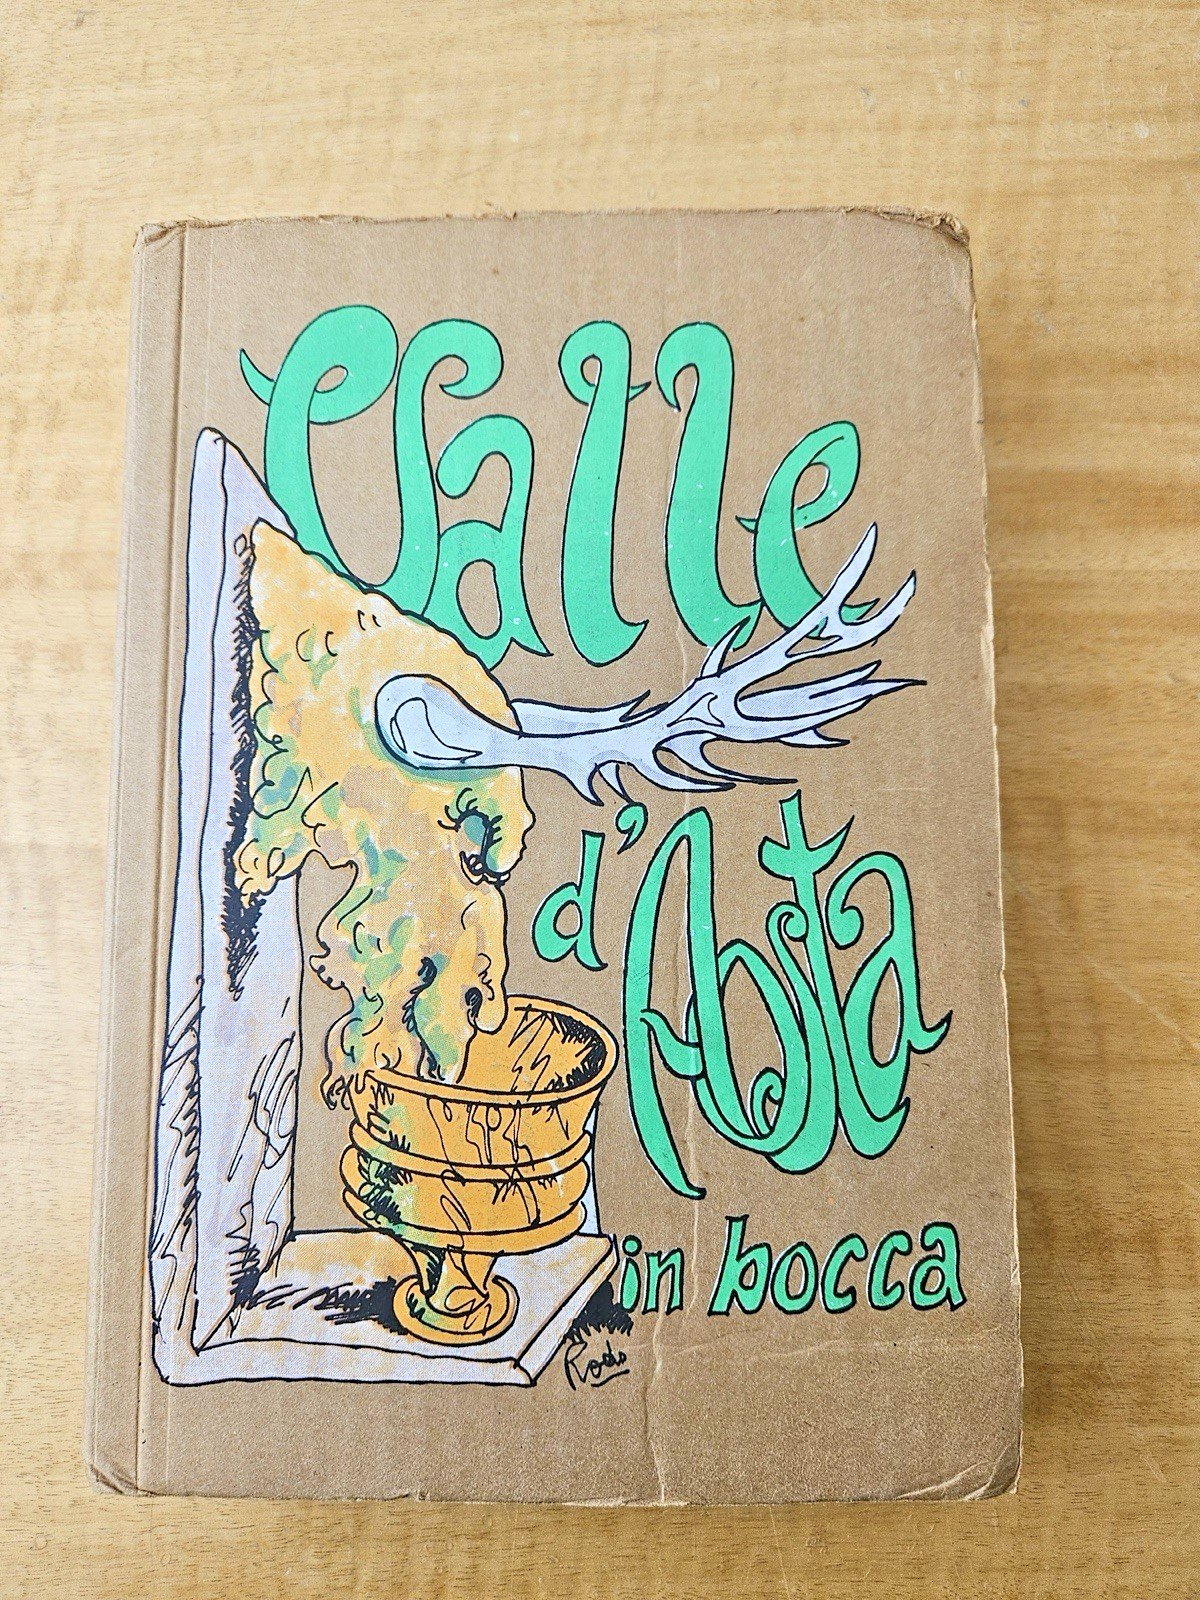 Valle
d'Aosta
in bocca